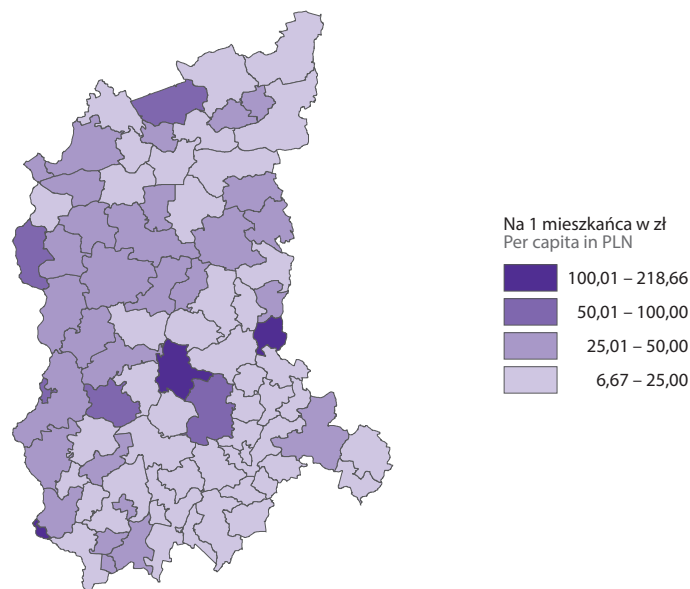 Na 1 mieszkańca w zł
Per capita in PLN
100,01 – 218,66
50,01 – 100,00
25,01 – 50,00
6,67 – 25,00